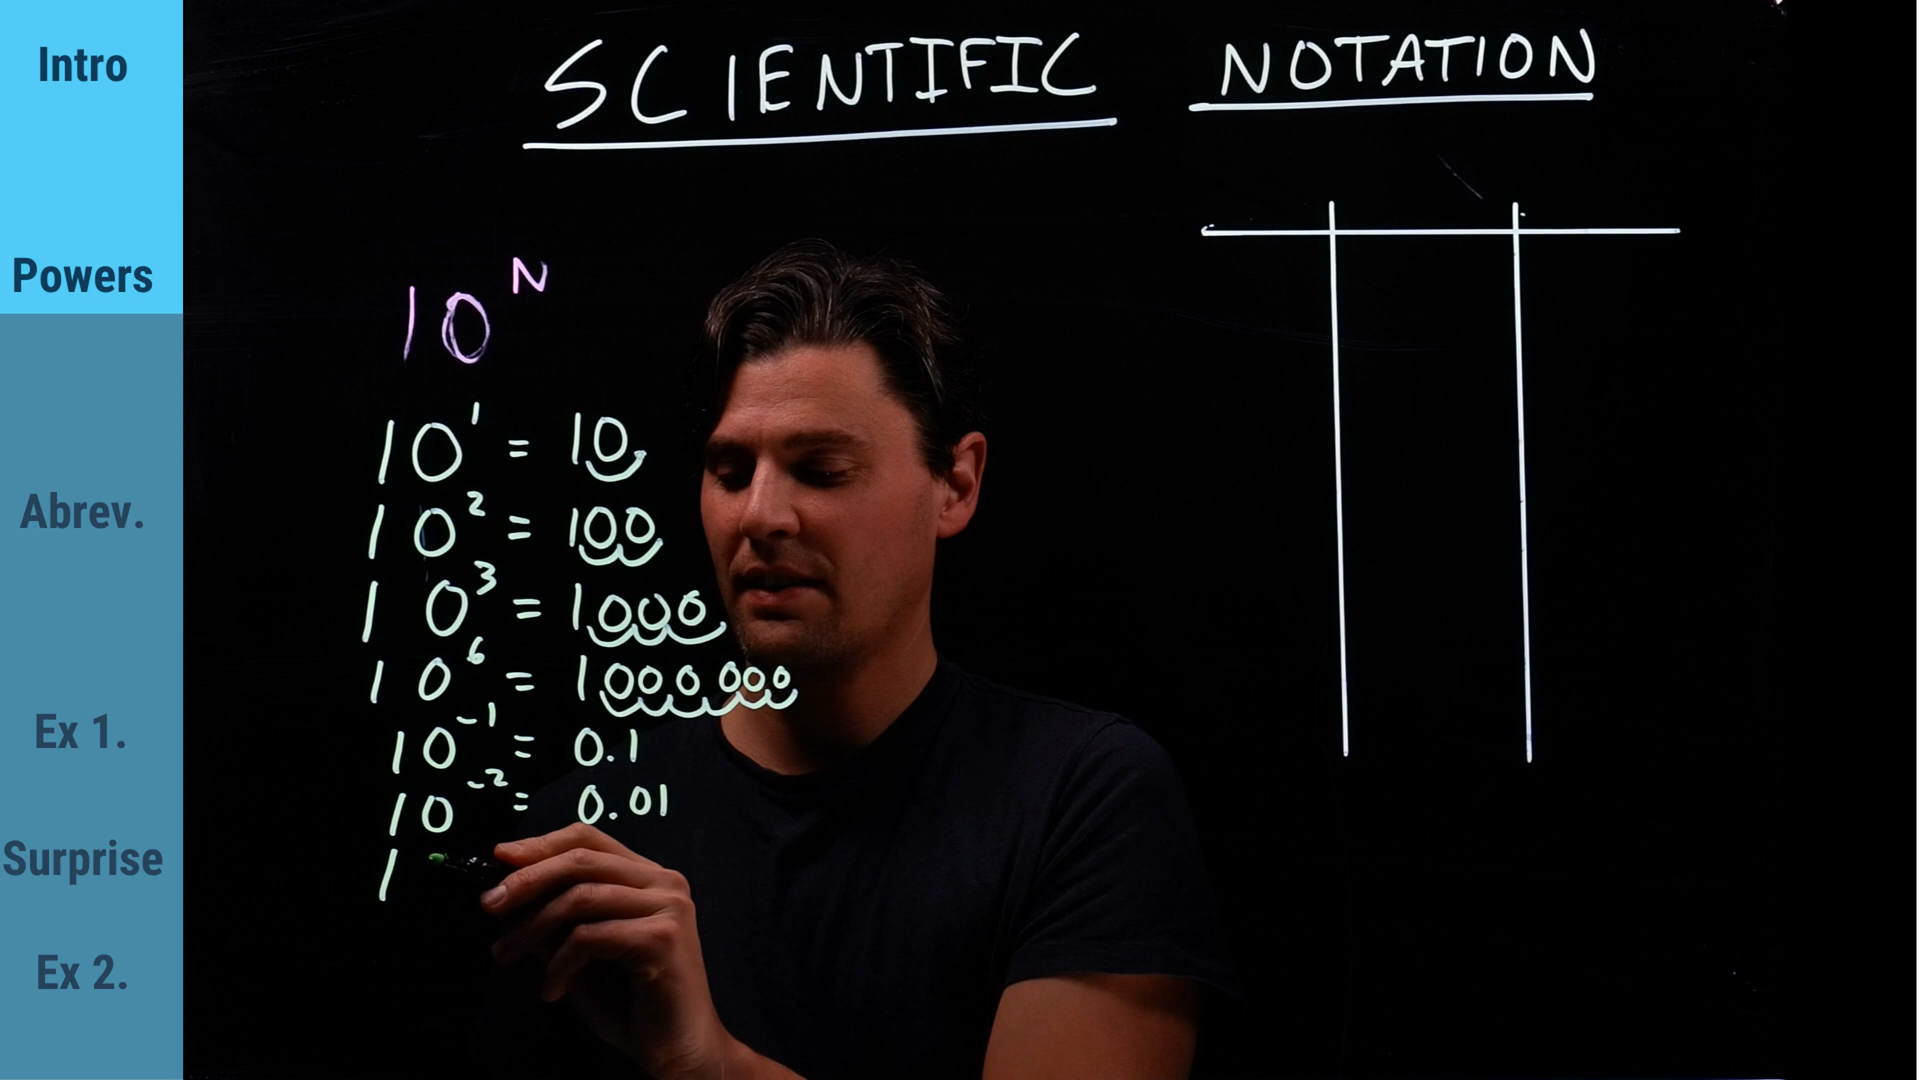 Intro
Powers
Abrev.
Ex 1.
Surprise
Ex 2.
SCIENTIFIC NOTATION
10^N
10^1 = 10
10^2 = 100
10^3 = 1000
10^6 = 1000000
10^-1 = 0.1
10^-2 = 0.01
1